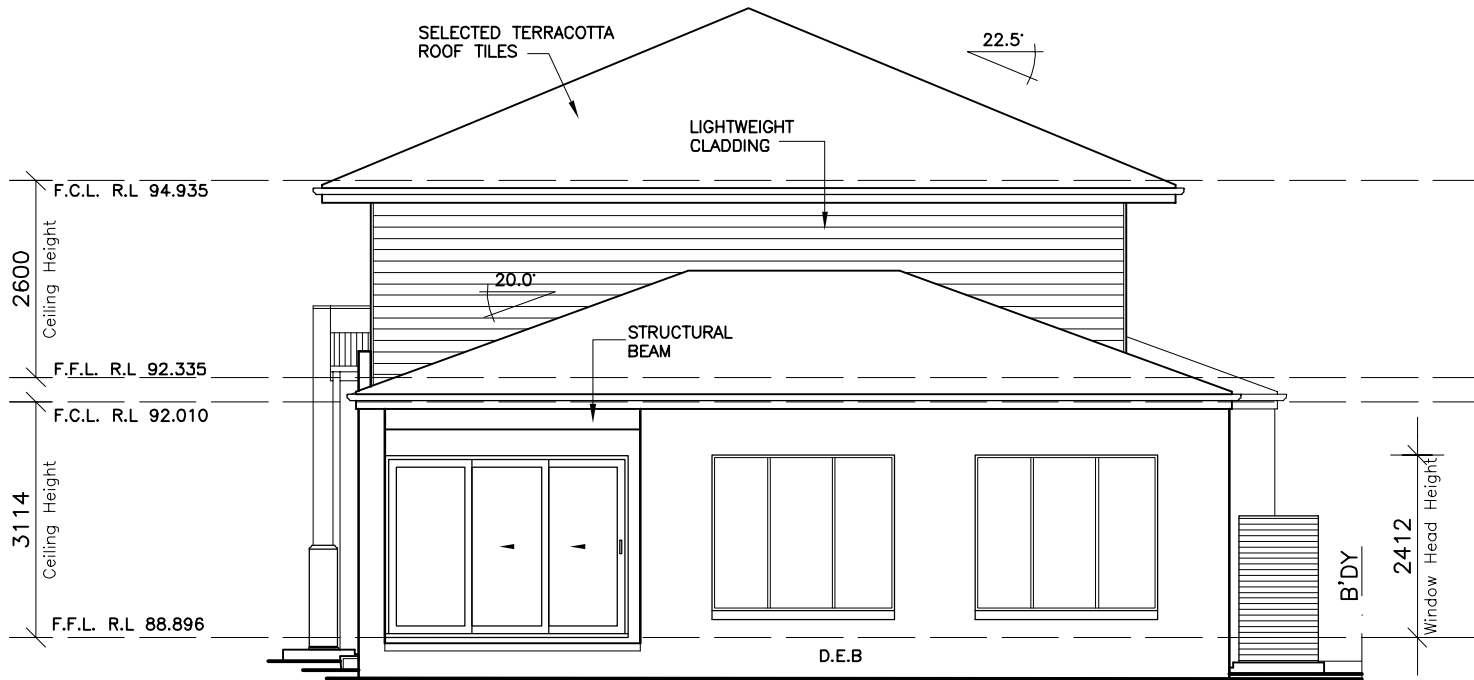 SELECTED TERRACOTTA
ROOF TILES
22.5°
LIGHTWEIGHT
CLADDING
F.C.L. R.L 94.935
2600
Ceiling Height
20.0°
STRUCTURAL
BEAM
F.F.L. R.L 92.335
F.C.L. R.L 92.010
3114
Ceiling Height
2412
Window Head Height
B'DY
F.F.L. R.L 88.896
D.E.B